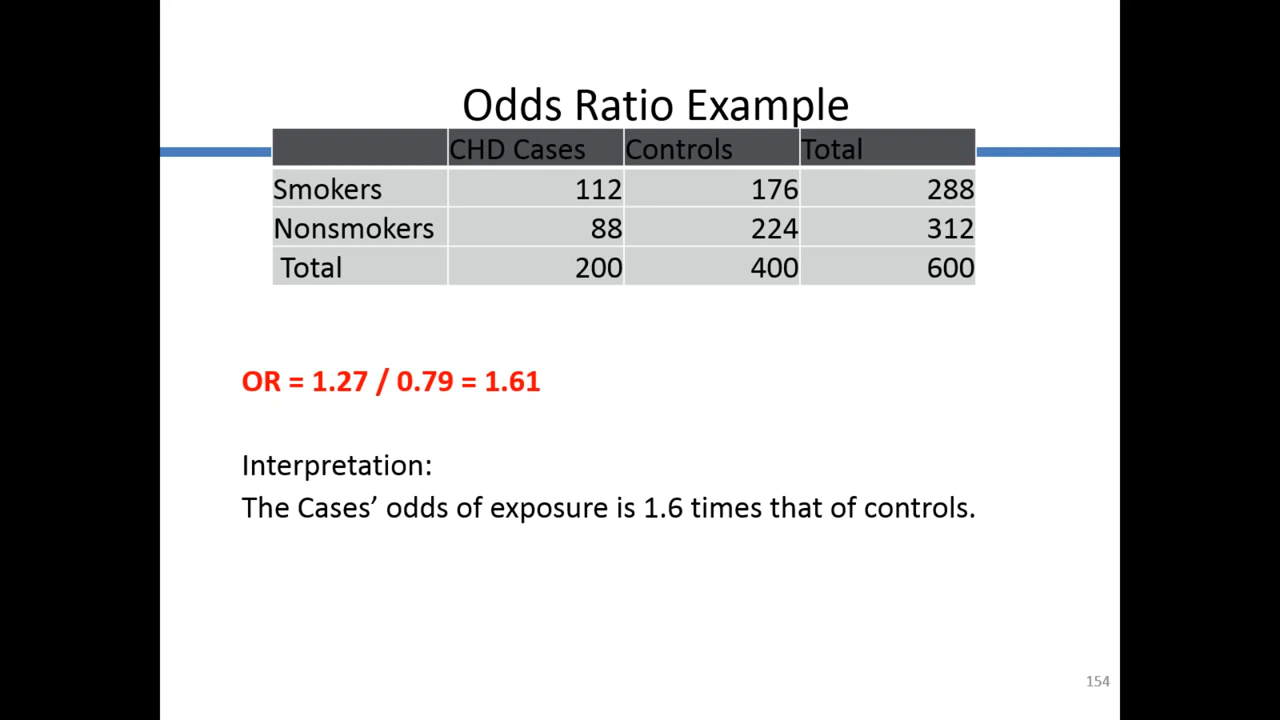 Odds Ratio Example
CHD Cases Controls Total
Smokers 112 176 288
Nonsmokers 88 224 312
Total 200 400 600
OR = 1.27 / 0.79 = 1.61
Interpretation:
The Cases’ odds of exposure is 1.6 times that of controls.
154